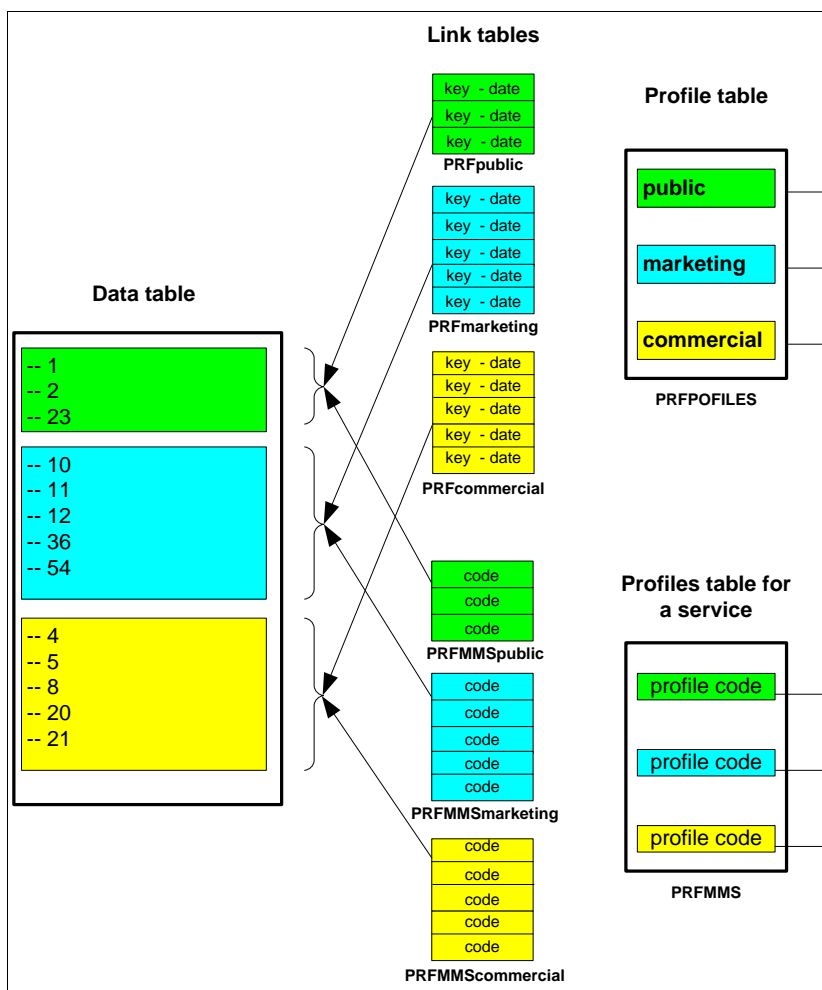 Link tables
key - date
key - date
key - date
PRFpublic
key - date
key - date
key - date
key - date
key - date
PRFmarketing
key - date
key - date
key - date
key - date
key - date
PRFcommercial
code
code
code
PRFMMSpublic
code
code
code
code
code
PRFMMSmarketing
code
code
code
code
code
PRFMMScommercial
Data table
-- 1
-- 2
-- 23
-- 10
-- 11
-- 12
-- 36
-- 54
-- 4
-- 5
-- 8
-- 20
-- 21
Profile table
public
marketing
commercial
PRFPOFILES
Profiles table for
a service
profile code
profile code
profile code
PRFMMS